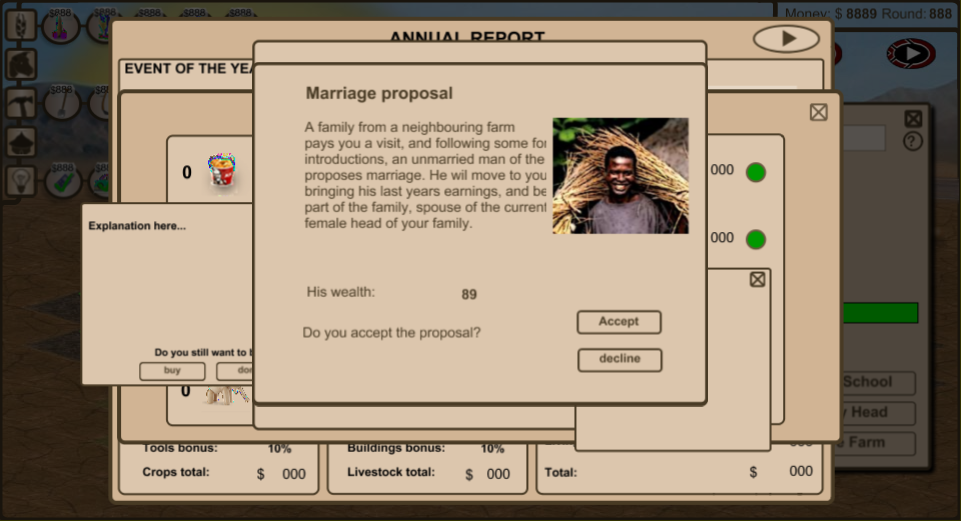 $888 $888 $888 $888 $888
Money: $ 8889 Round: 888
ANNUAL REPORT
EVENT OF THE YEA
$888
?
Marriage proposal
A family from a neighbouring farm
pays you a visit, and following some for
introductions, an unmarried man of the
proposes marriage. He wil move to you
bringing his last years earnings, and be
part of the family, spouse of the current
female head of your family.
0
000
$888 $888
000
Explanation here...
His wealth: 89
Do you accept the proposal?
Accept
decline
Do you still want to b
buy
don
0
School
y Head
e Farm
Tools bonus: 10%
Crops total: $ 000
Buildings bonus: 10%
Livestock total: $ 000
Total: $ 000